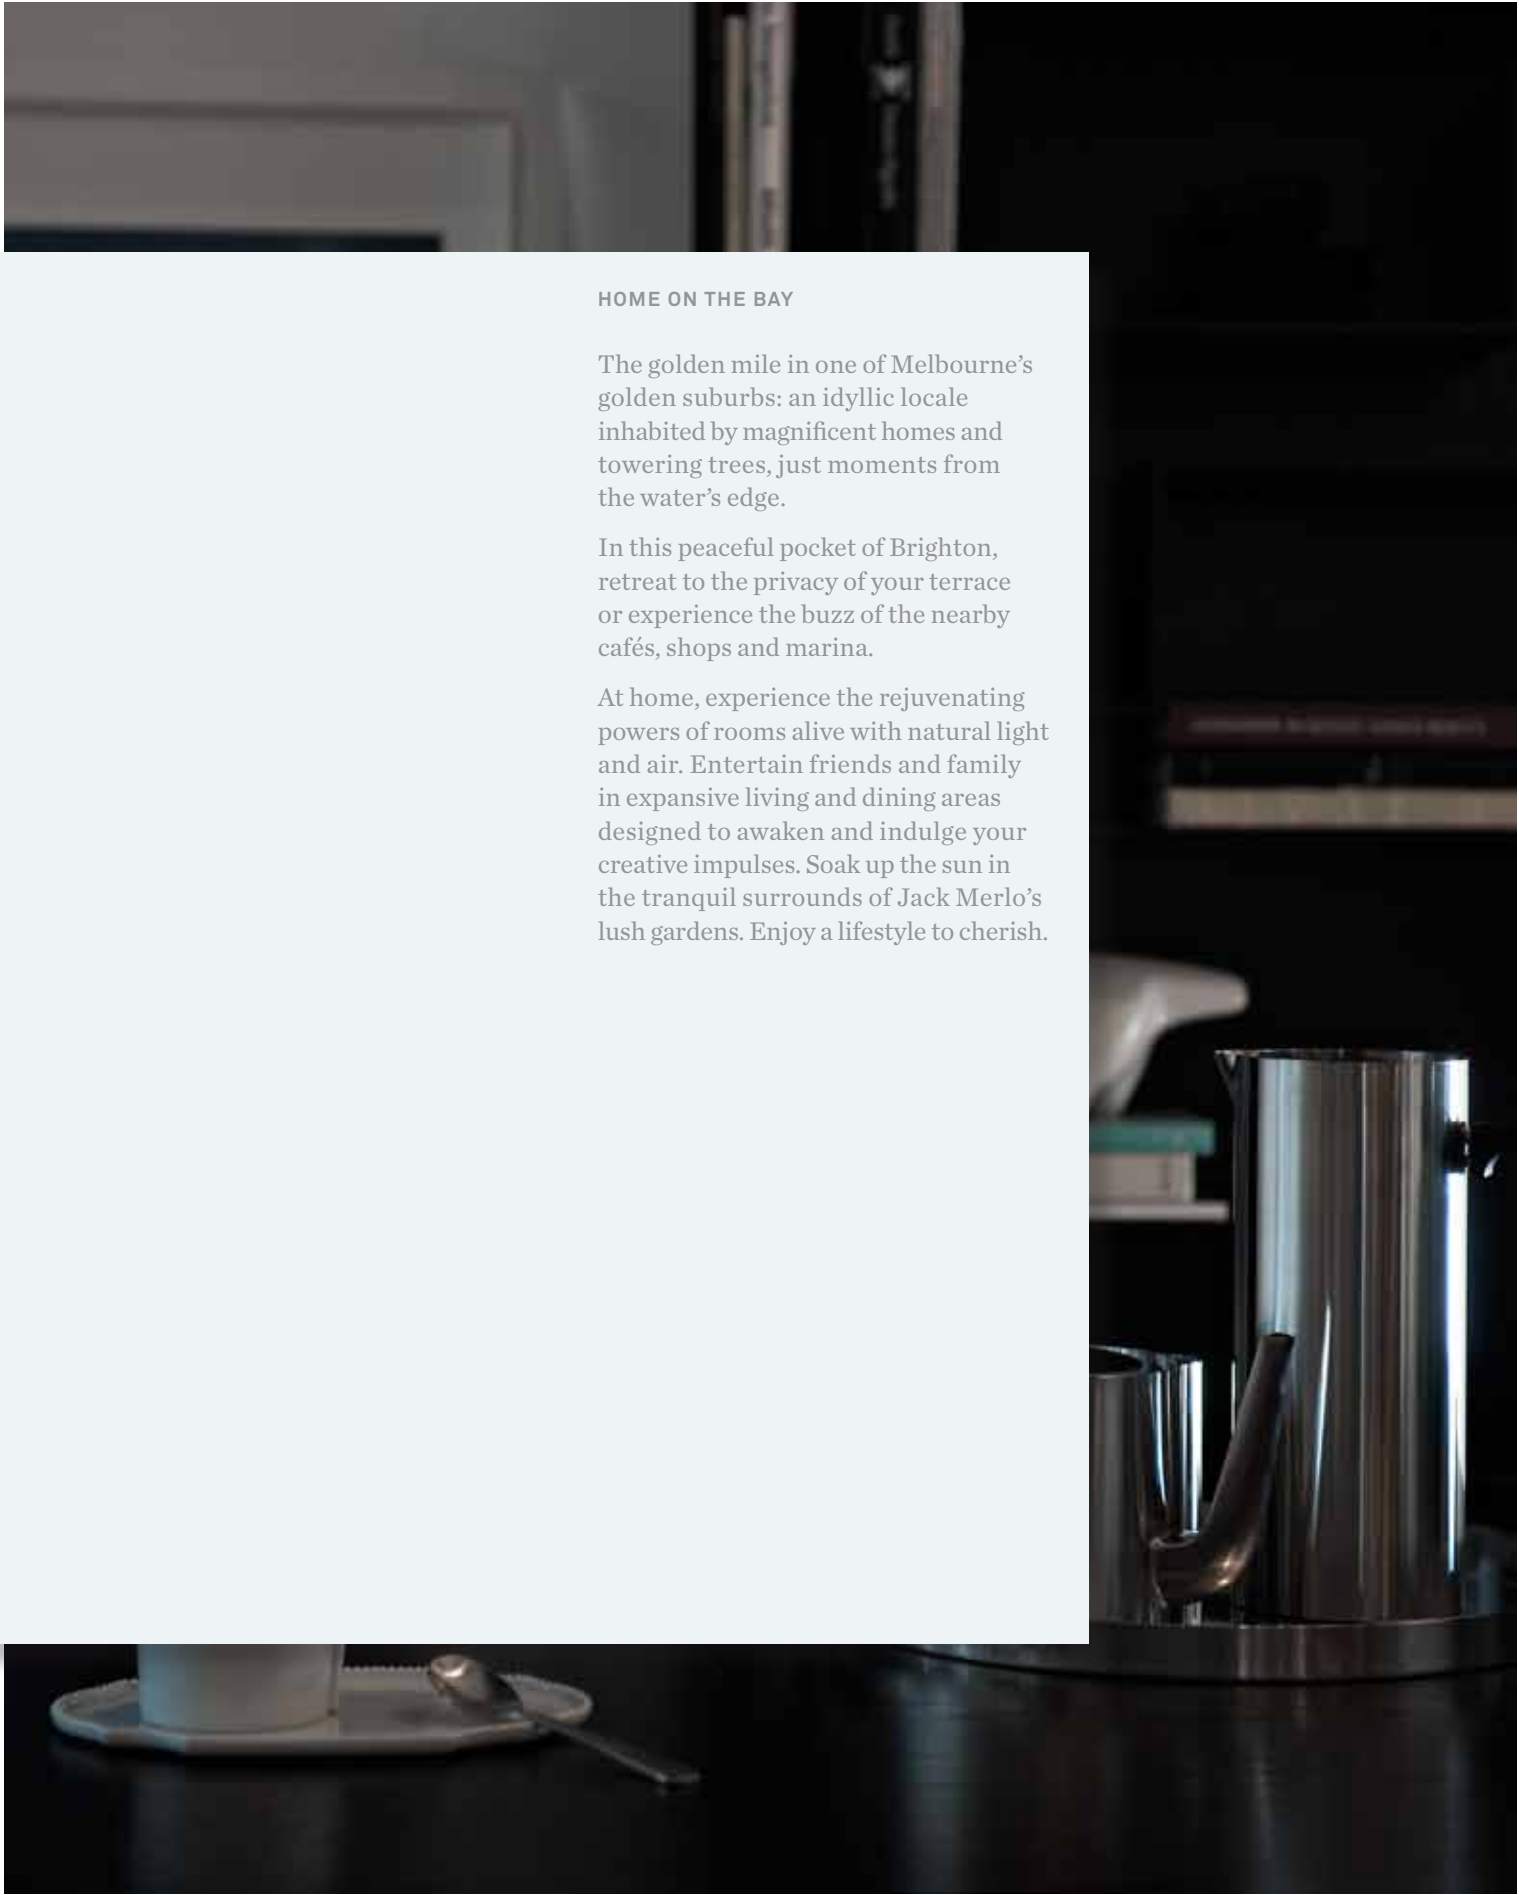 HOME ON THE BAY
The golden mile in one of Melbourne’s
golden suburbs: an idyllic locale
inhabited by magnificent homes and
towering trees, just moments from
the water’s edge.
In this peaceful pocket of Brighton,
retreat to the privacy of your terrace
or experience the buzz of the nearby
cafés, shops and marina.
At home, experience the rejuvenating
powers of rooms alive with natural light
and air. Entertain friends and family
in expansive living and dining areas
designed to awaken and indulge your
creative impulses. Soak up the sun in
the tranquil surrounds of Jack Merlo’s
lush gardens. Enjoy a lifestyle to cherish.